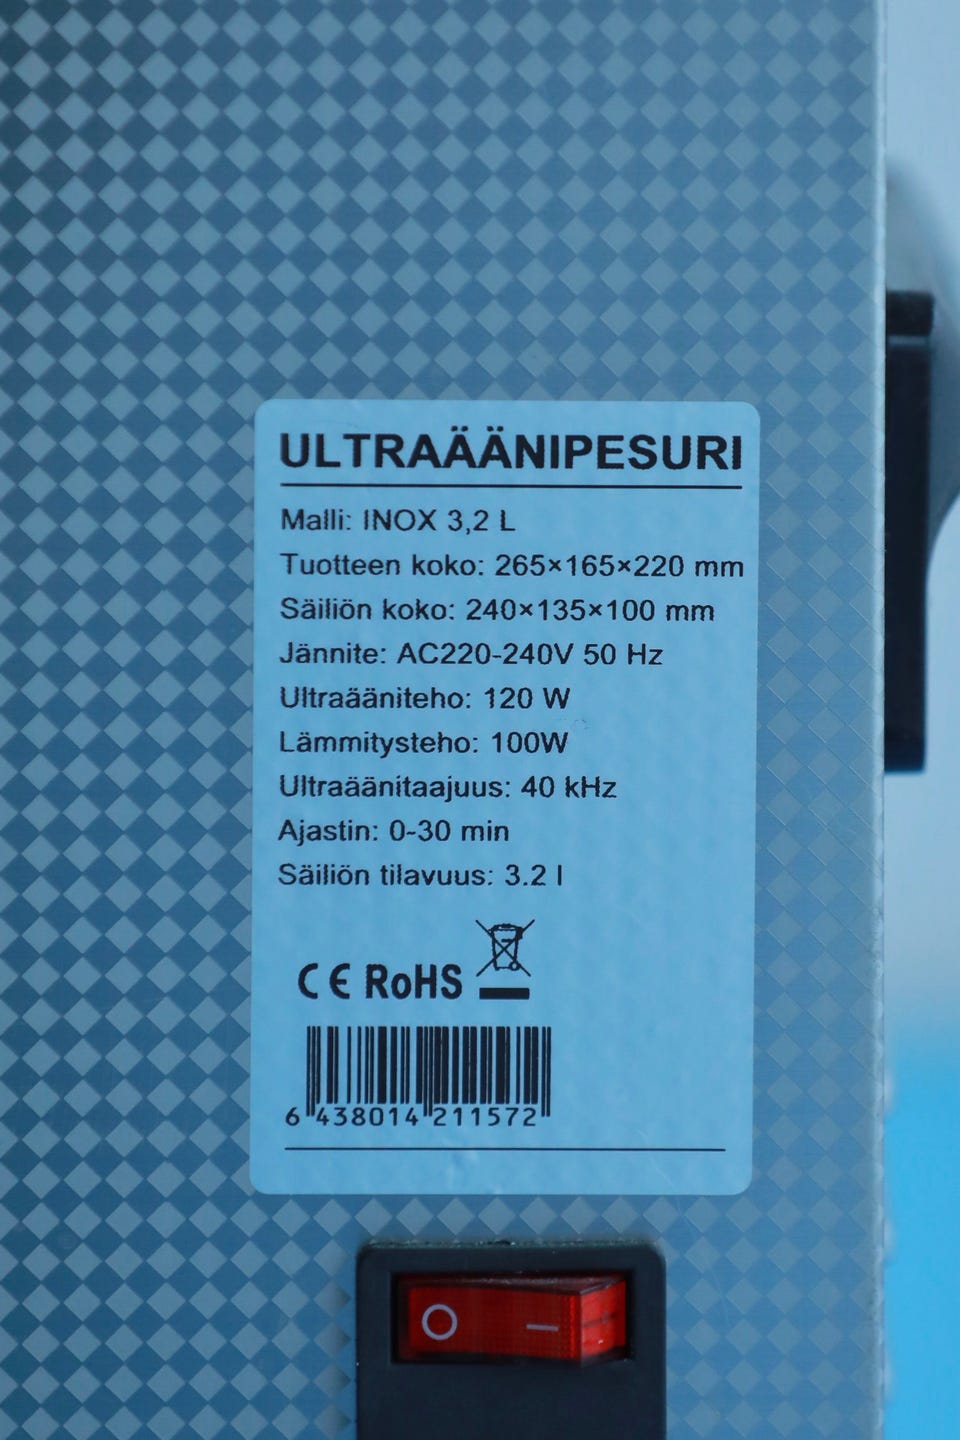 ULTRAÄÄNIPESURI
Malli: INOX 3,2 L
Tuotteen koko: 265×165×220 mm
Säiliön koko: 240×135×100 mm
Jännite: AC220-240V 50 Hz
Ultraääniteho: 120 W
Lämmitysteho: 100W
Ultraäänitaajuus: 40 kHz
Ajastin: 0-30 min
Säiliön tilavuus: 3.2 l
CE RoHS
6 438014 211572